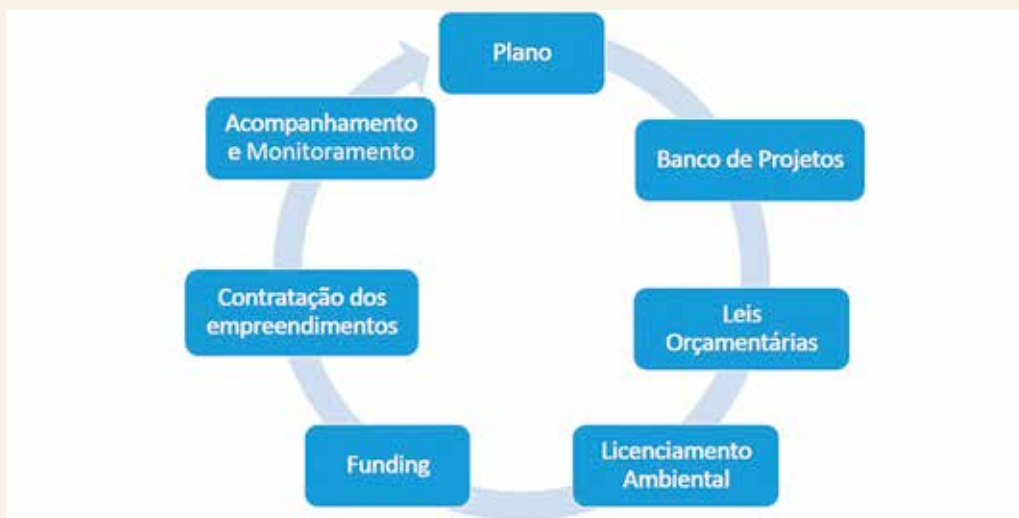 Plano
Banco de Projetos
Leis
Orçamentárias
Licenciamento
Ambiental
Funding
Contratação dos
empreendimentos
Acompanhamento
e Monitoramento